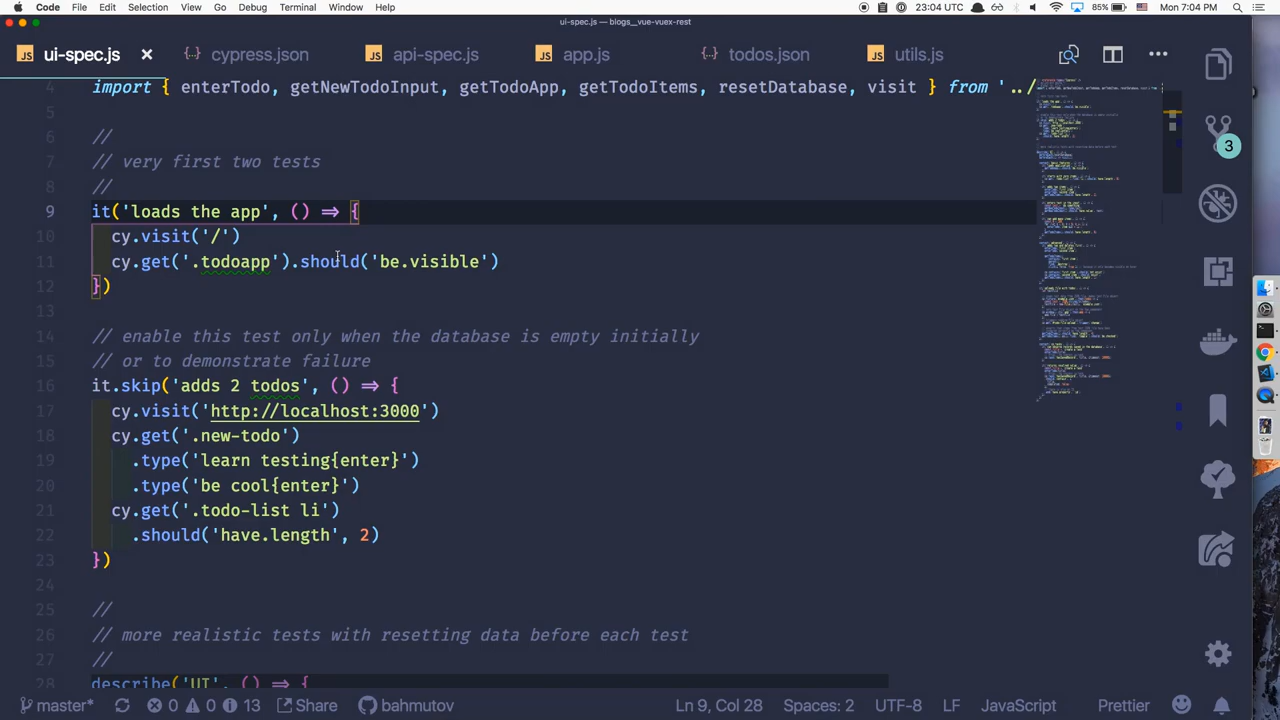 Code File Edit Selection View Go Debug Terminal Window Help 23:04 UTC 85% Mon 7:04 PM
ui-spec.js — blogs__vue-vuex-rest
JS ui-spec.js × {} cypress.json JS api-spec.js JS app.js {} todos.json JS utils.js
4 import { enterTodo, getNewTodoInput, getTodoApp, getTodoItems, resetDatabase, visit } from '../
5
6 //
7 // very first two tests
8 //
9 it('loads the app', () => {
10 cy.visit('/')
11 cy.get('.todoapp').should('be.visible')
12 })
13
14 // enable this test only when the database is empty initially
15 // or to demonstrate failure
16 it.skip('adds 2 todos', () => {
17 cy.visit('http://localhost:3000')
18 cy.get('.new-todo')
19 .type('learn testing{enter}')
20 .type('be cool{enter}')
21 cy.get('.todo-list li')
22 .should('have.length', 2)
23 })
24
25 //
26 // more realistic tests with resetting data before each test
27 //
28 describe('UI', () => {
3
master* 0 0 13 Share bahmutov Ln 9, Col 28 Spaces: 2 UTF-8 LF JavaScript Prettier